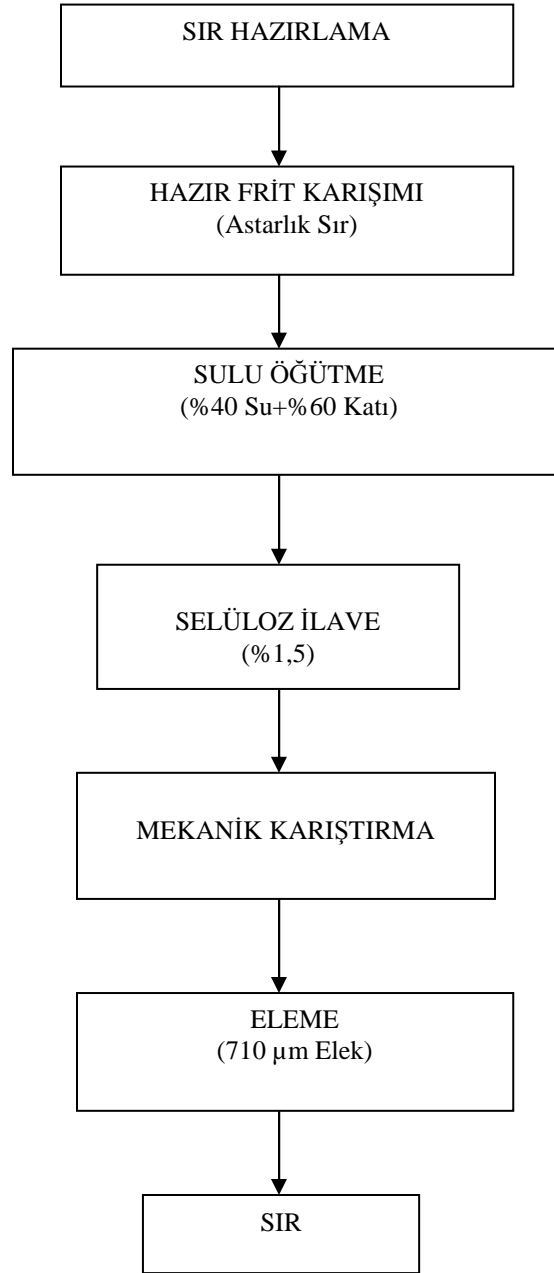 SIR HAZIRLAMA
HAZIR FRİT KARIŞIMI
(Astarlık Sır)
SULU ÖĞÜTME
(%40 Su+%60 Katı)
SELÜLOZ İLAVE
(%1,5)
MEKANİK KARIŞTIRMA
ELEME
(710 µm Elek)
SIR